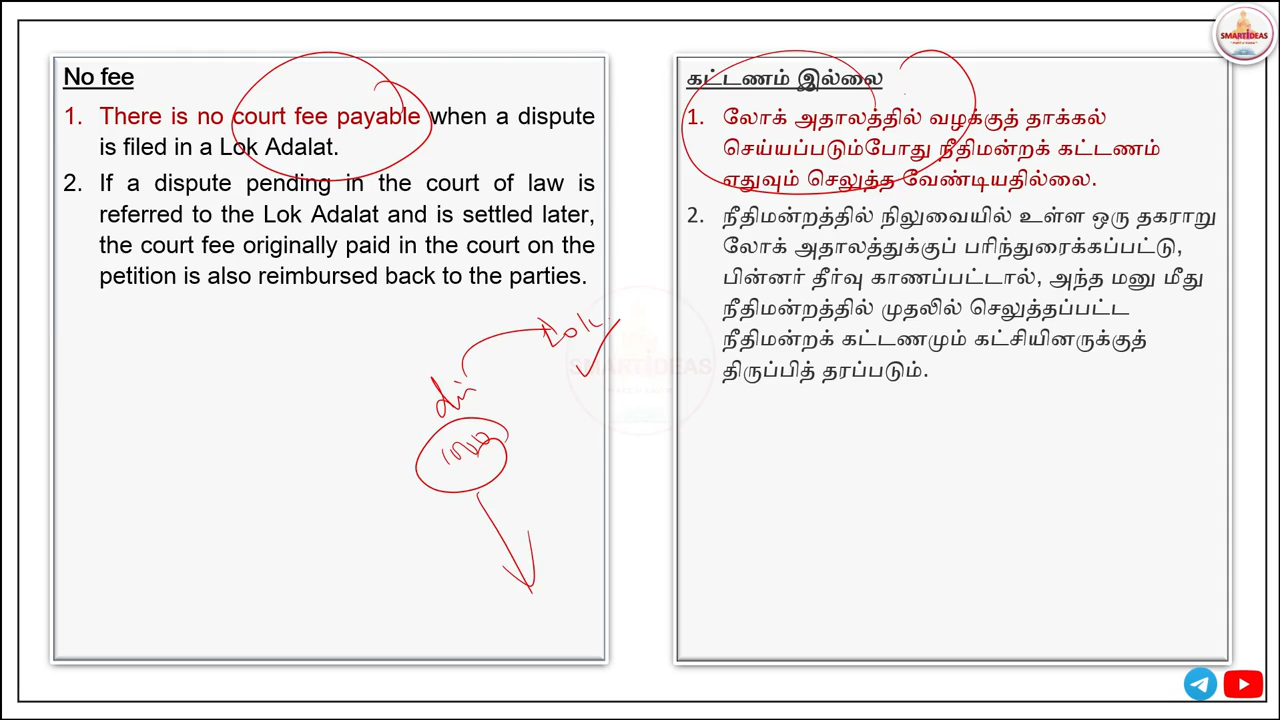 SMARTIDEAS
No fee
1. There is no court fee payable when a dispute
is filed in a Lok Adalat.
2. If a dispute pending in the court of law is
referred to the Lok Adalat and is settled later,
the court fee originally paid in the court on the
petition is also reimbursed back to the parties.
Lok
கட்டணம் இல்லை
1. லோக் அதாலத்தில் வழக்குத் தாக்கல்
செய்யப்படும்போது நீதிமன்றக் கட்டணம்
எதுவும் செலுத்த வேண்டியதில்லை.
2. நீதிமன்றத்தில் நிலுவையில் உள்ள ஒரு தகராறு
லோக் அதாலத்துக்குப் பரிந்துரைக்கப்பட்டு,
பின்னர் தீர்வு காணப்பட்டால், அந்த மனு மீது
நீதிமன்றத்தில் முதலில் செலுத்தப்பட்ட
நீதிமன்றக் கட்டணமும் கட்சியினருக்குத்
திருப்பித் தரப்படும்.
SMARTIDEAS